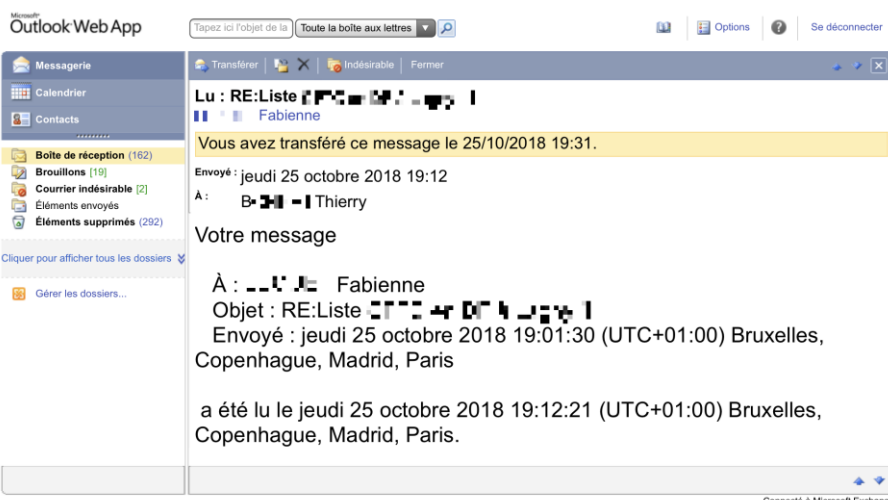 Microsoft®
Outlook Web App
Tapez ici l'objet de la
Toute la boîte aux lettres
Options
Se déconnecter
Messagerie
Calendrier
Contacts
Boîte de réception (162)
Brouillons [19]
Courrier indésirable [2]
Éléments envoyés
Éléments supprimés (292)
Cliquer pour afficher tous les dossiers
Gérer les dossiers...
Transférer
Indésirable
Fermer
Lu : RE:Liste
Fabienne
Vous avez transféré ce message le 25/10/2018 19:31.
Envoyé : jeudi 25 octobre 2018 19:12
À : Thierry
Votre message
À : Fabienne
Objet : RE:Liste
Envoyé : jeudi 25 octobre 2018 19:01:30 (UTC+01:00) Bruxelles,
Copenhague, Madrid, Paris
a été lu le jeudi 25 octobre 2018 19:12:21 (UTC+01:00) Bruxelles,
Copenhague, Madrid, Paris.